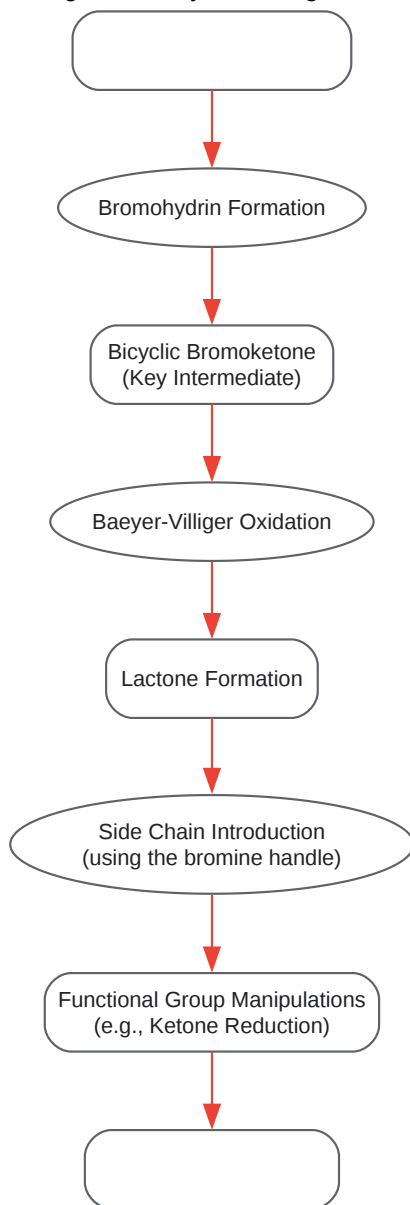 Bromohydrin Formation
Bicyclic Bromoketone
(Key Intermediate)
Baeyer-Villiger Oxidation
Lactone Formation
Side Chain Introduction
(using the bromine handle)
Functional Group Manipulations
(e.g., Ketone Reduction)